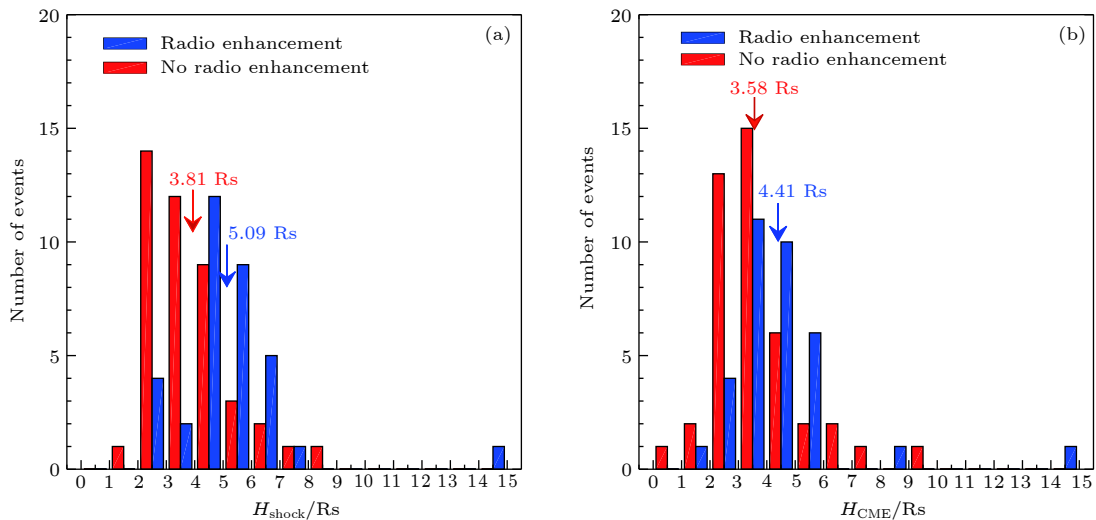 20
15
10
5
0
Number of events
(a)
Radio enhancement
No radio enhancement
3.81 Rs
5.09 Rs
0 1 2 3 4 5 6 7 8 9 10 11 12 13 14 15
Hshock/Rs
20
15
10
5
0
Number of events
(b)
Radio enhancement
No radio enhancement
3.58 Rs
4.41 Rs
0 1 2 3 4 5 6 7 8 9 10 11 12 13 14 15
HCME/Rs